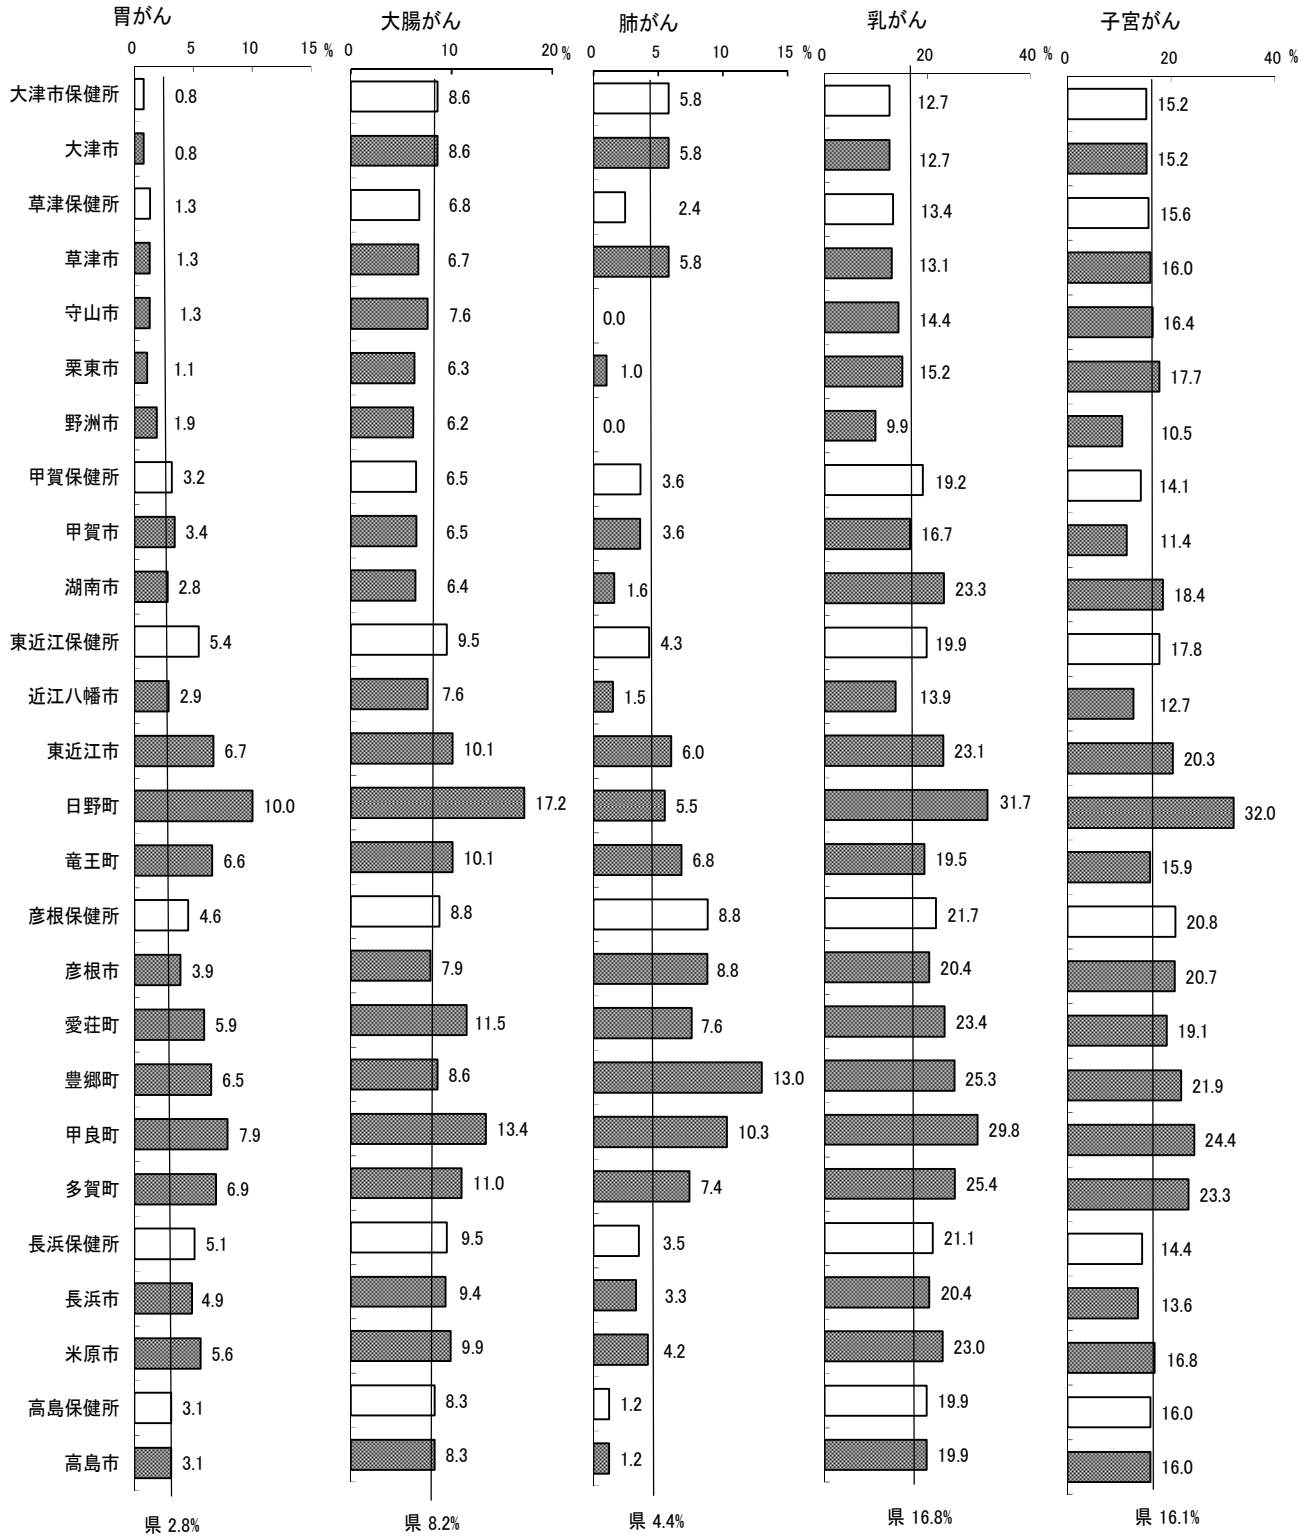 胃がん 大腸がん 肺がん 乳がん 子宮がん
0 5 10 15 % 0 10 20 % 0 5 10 15 % 0 20 40 % 0 20 40 %
大津市保健所 0.8 8.6 5.8 12.7 15.2
大津市 0.8 8.6 5.8 12.7 15.2
草津保健所 1.3 6.8 2.4 13.4 15.6
草津市 1.3 6.7 5.8 13.1 16.0
守山市 1.3 7.6 0.0 14.4 16.4
栗東市 1.1 6.3 1.0 15.2 17.7
野洲市 1.9 6.2 0.0 9.9 10.5
甲賀保健所 3.2 6.5 3.6 19.2 14.1
甲賀市 3.4 6.5 3.6 16.7 11.4
湖南市 2.8 6.4 1.6 23.3 18.4
東近江保健所 5.4 9.5 4.3 19.9 17.8
近江八幡市 2.9 7.6 1.5 13.9 12.7
東近江市 6.7 10.1 6.0 23.1 20.3
日野町 10.0 17.2 5.5 31.7 32.0
竜王町 6.6 10.1 6.8 19.5 15.9
彦根保健所 4.6 8.8 8.8 21.7 20.8
彦根市 3.9 7.9 8.8 20.4 20.7
愛荘町 5.9 11.5 7.6 23.4 19.1
豊郷町 6.5 8.6 13.0 25.3 21.9
甲良町 7.9 13.4 10.3 29.8 24.4
多賀町 6.9 11.0 7.4 25.4 23.3
長浜保健所 5.1 9.5 3.5 21.1 14.4
長浜市 4.9 9.4 3.3 20.4 13.6
米原市 5.6 9.9 4.2 23.0 16.8
高島保健所 3.1 8.3 1.2 19.9 16.0
高島市 3.1 8.3 1.2 19.9 16.0
県 2.8% 県 8.2% 県 4.4% 県 16.8% 県 16.1%